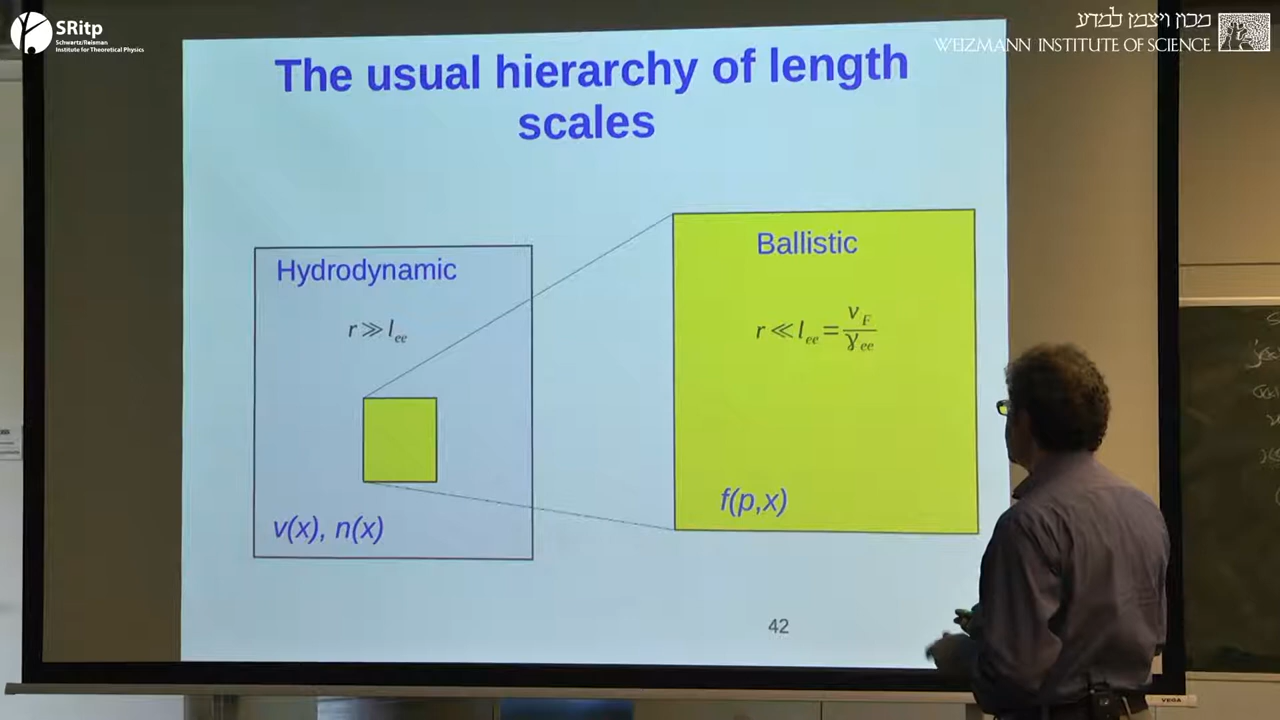 SRitp
Schwartz/Reisman
Institute for Theoretical Physics
מכון ויצמן למדע
WEIZMANN INSTITUTE OF SCIENCE
The usual hierarchy of length
scales
Hydrodynamic
r ≫ l_ee
v(x), n(x)
Ballistic
r ≪ l_ee = v_F / γ_ee
f(p,x)
42
VEGA